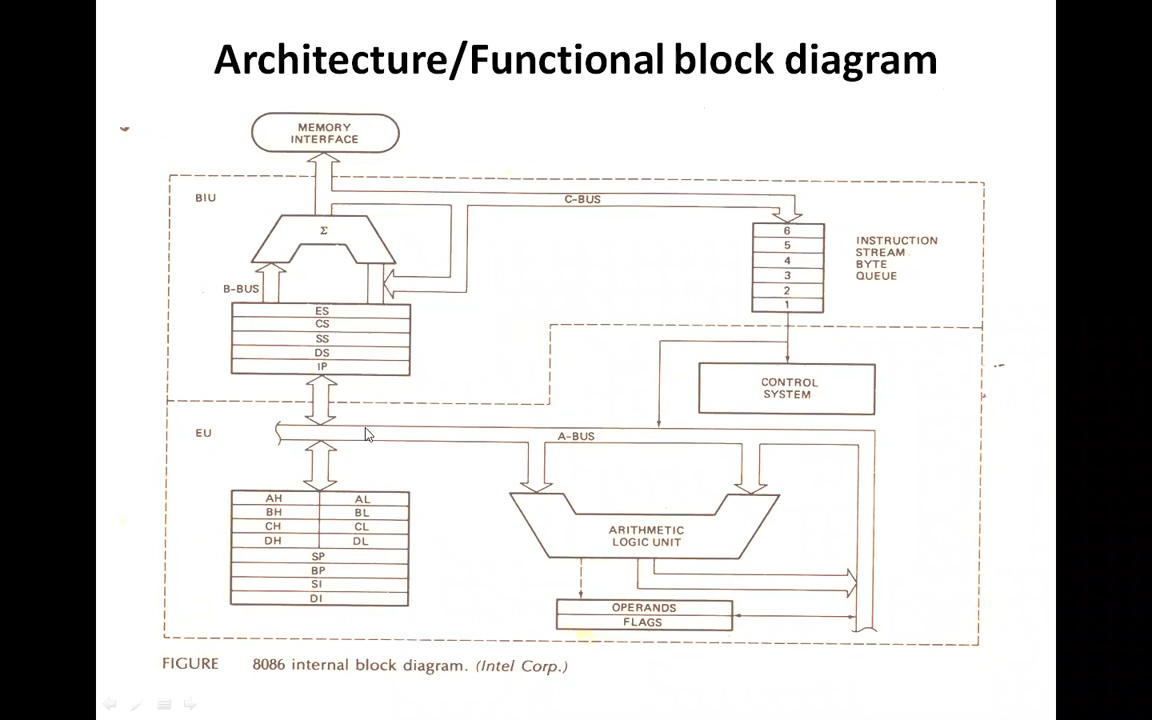 Architecture/Functional block diagram
MEMORY
INTERFACE
BIU
C-BUS
Σ
6
5
4
3
2
1
INSTRUCTION
STREAM
BYTE
QUEUE
B-BUS
ES
CS
SS
DS
IP
CONTROL
SYSTEM
EU
A-BUS
AH AL
BH BL
CH CL
DH DL
SP
BP
SI
DI
ARITHMETIC
LOGIC UNIT
OPERANDS
FLAGS
FIGURE 8086 internal block diagram. (Intel Corp.)